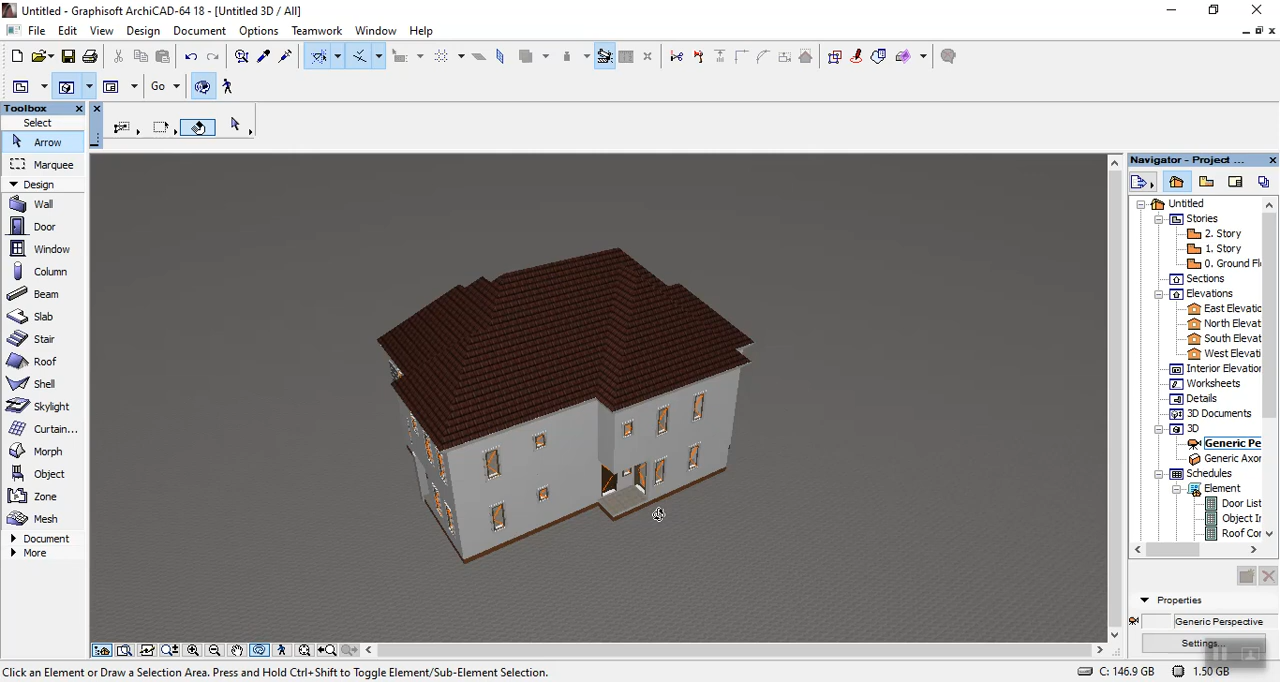 Untitled - Graphisoft ArchiCAD-64 18 - [Untitled 3D / All]
File Edit View Design Document Options Teamwork Window Help
Go
Toolbox
Select
Arrow
Marquee
Design
Wall
Door
Window
Column
Beam
Slab
Stair
Roof
Shell
Skylight
Curtain...
Morph
Object
Zone
Mesh
Document
More
Navigator - Project ...
Untitled
Stories
2. Story
1. Story
0. Ground Fl
Sections
Elevations
East Elevatio
North Elevat
South Elevat
West Elevati
Interior Elevation
Worksheets
Details
3D Documents
3D
Generic Pe
Generic Axon
Schedules
Element
Door List
Object In
Roof Cor
Properties
Generic Perspective
Settings...
Click an Element or Draw a Selection Area. Press and Hold Ctrl+Shift to Toggle Element/Sub-Element Selection.
C: 146.9 GB
1.50 GB